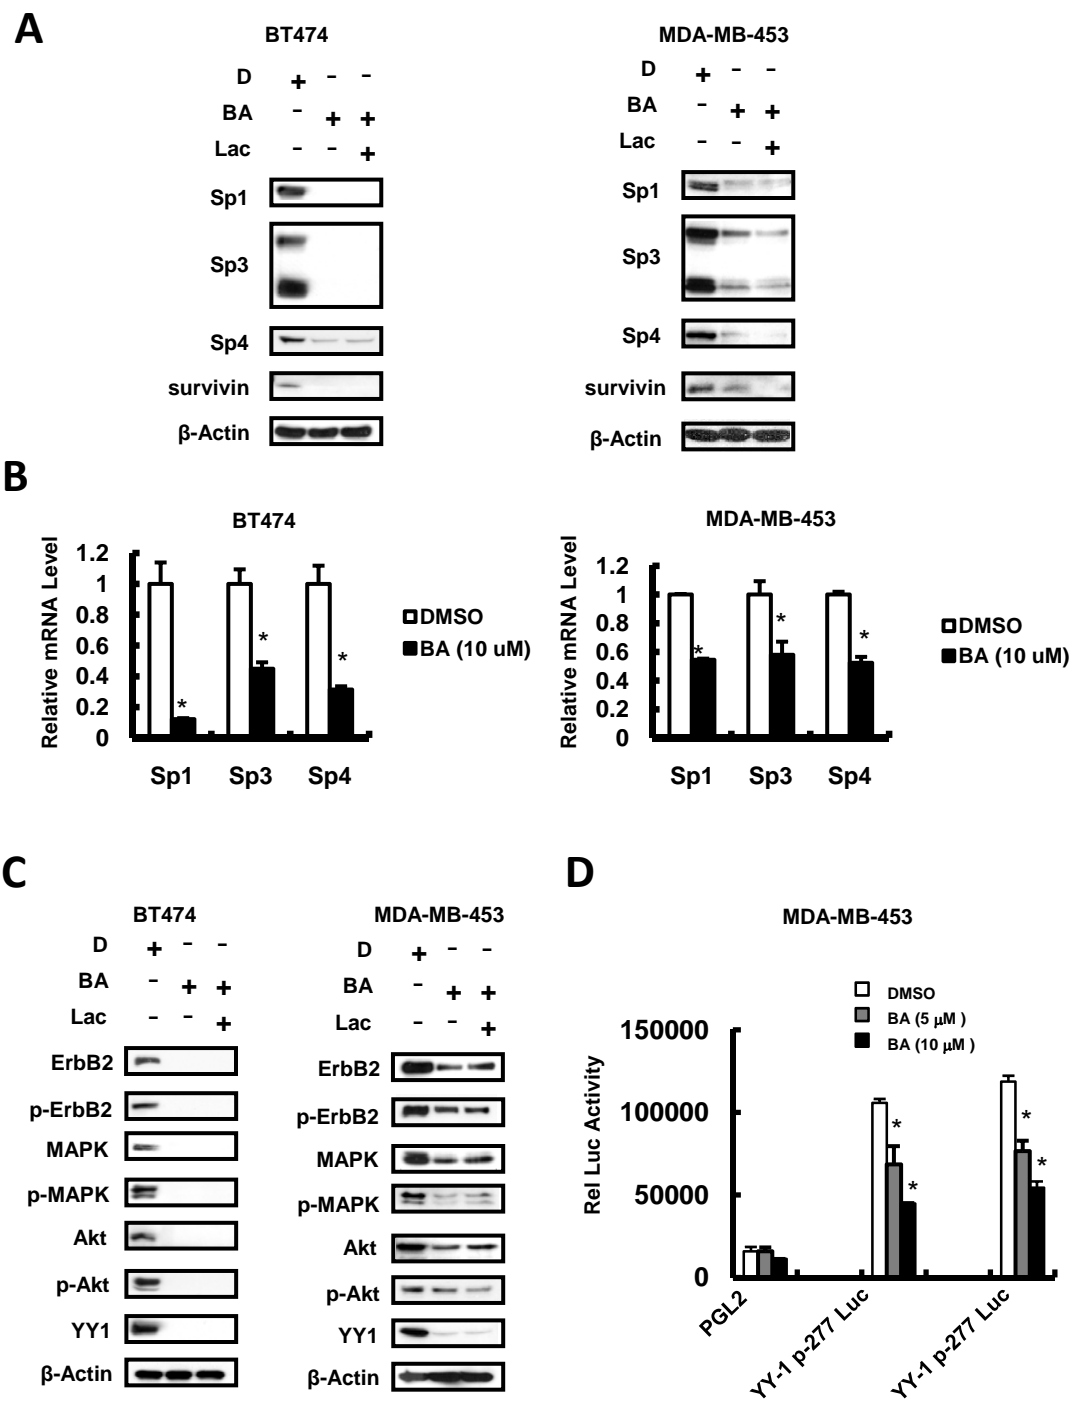 A
BT474
D + - -
BA - + +
Lac - - +
Sp1
Sp3
Sp4
survivin
β-Actin
MDA-MB-453
D + - -
BA - + +
Lac - - +
Sp1
Sp3
Sp4
survivin
β-Actin
B
BT474
Relative mRNA Level
1.2
1
0.8
0.6
0.4
0.2
0
*
*
*
Sp1 Sp3 Sp4
DMSO
BA (10 uM)
MDA-MB-453
Relative mRNA Level
1.2
1
0.8
0.6
0.4
0.2
0
*
*
*
Sp1 Sp3 Sp4
DMSO
BA (10 uM)
C
BT474
D + - -
BA - + +
Lac - - +
ErbB2
p-ErbB2
MAPK
p-MAPK
Akt
p-Akt
YY1
β-Actin
MDA-MB-453
D + - -
BA - + +
Lac - - +
ErbB2
p-ErbB2
MAPK
p-MAPK
Akt
p-Akt
YY1
β-Actin
D
MDA-MB-453
DMSO
BA (5 μM )
BA (10 μM )
Rel Luc Activity
150000
100000
50000
0
*
*
*
*
PGL2
YY-1 p-277 Luc
YY-1 p-277 Luc